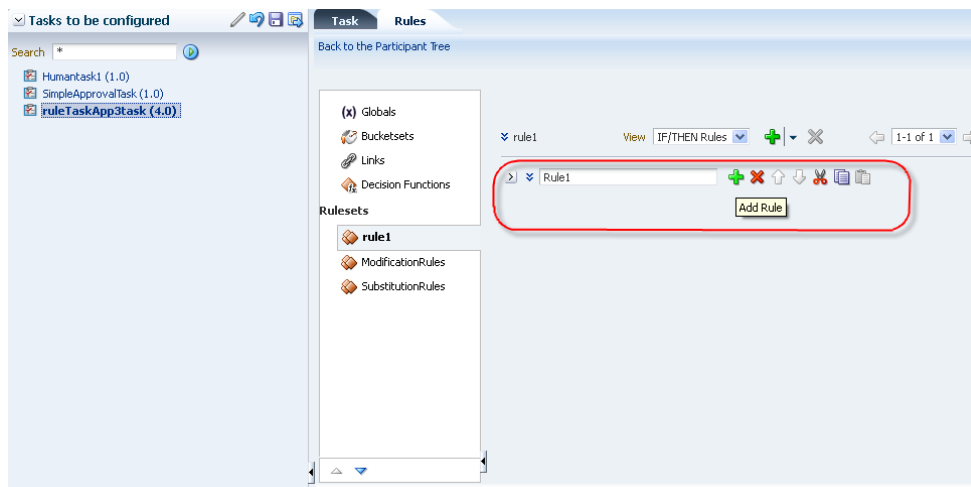 Tasks to be configured
Search *
Humantask1 (1.0)
SimpleApprovalTask (1.0)
ruleTaskApp3task (4.0)
Task Rules
Back to the Participant Tree
(x) Globals
Bucketsets
Links
Decision Functions
Rulesets
rule1
ModificationRules
SubstitutionRules
rule1 View IF/THEN Rules 1-1 of 1
Rule1
Add Rule